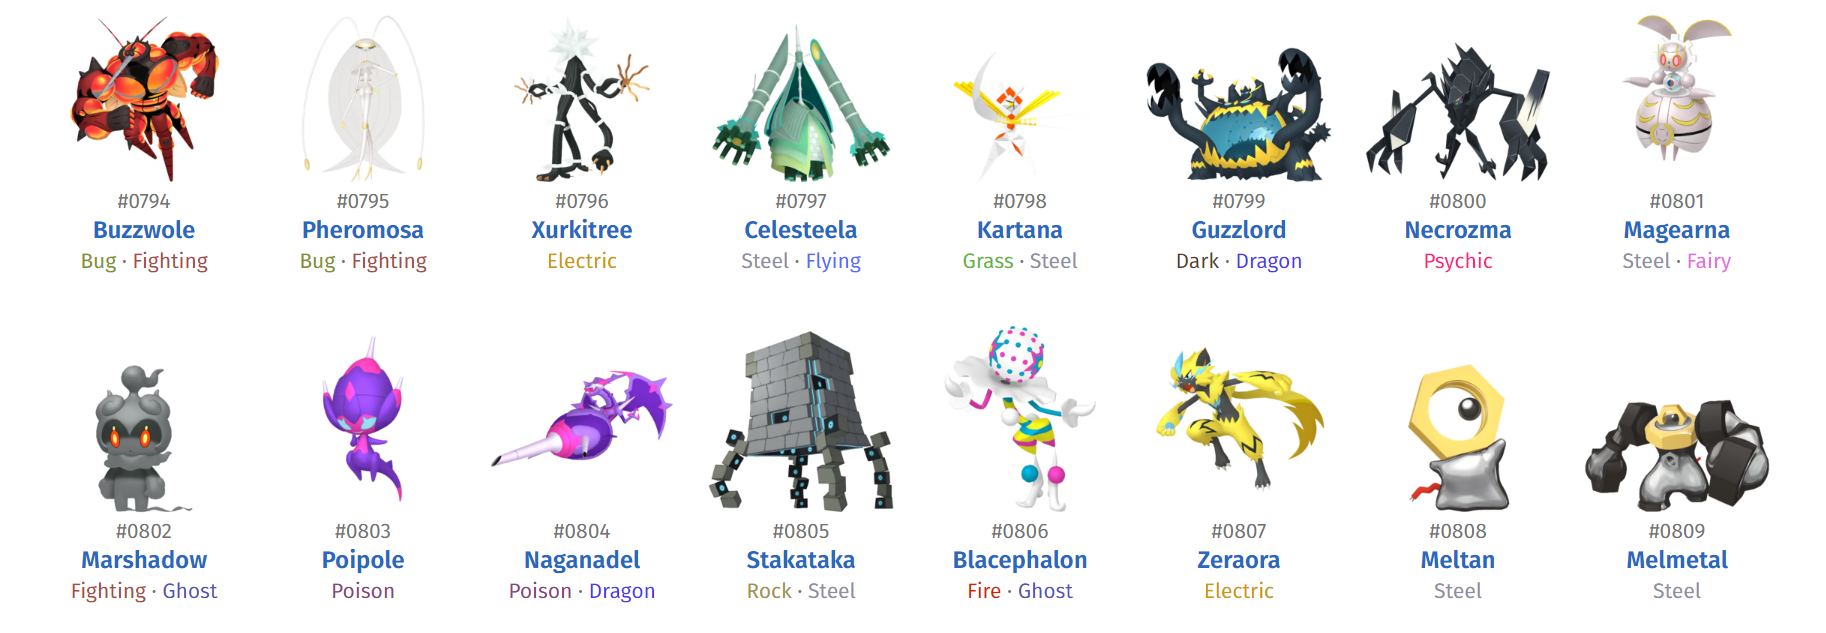 #0794 #0795 #0796 #0797 #0798 #0799 #0800 #0801
Buzzwole Pheromosa Xurkitree Celesteela Kartana Guzzlord Necrozma Magearna
Bug · Fighting Bug · Fighting Electric Steel · Flying Grass · Steel Dark · Dragon Psychic Steel · Fairy
#0802 #0803 #0804 #0805 #0806 #0807 #0808 #0809
Marshadow Poipole Naganadel Stakataka Blacephalon Zeraora Meltan Melmetal
Fighting · Ghost Poison Poison · Dragon Rock · Steel Fire · Ghost Electric Steel Steel